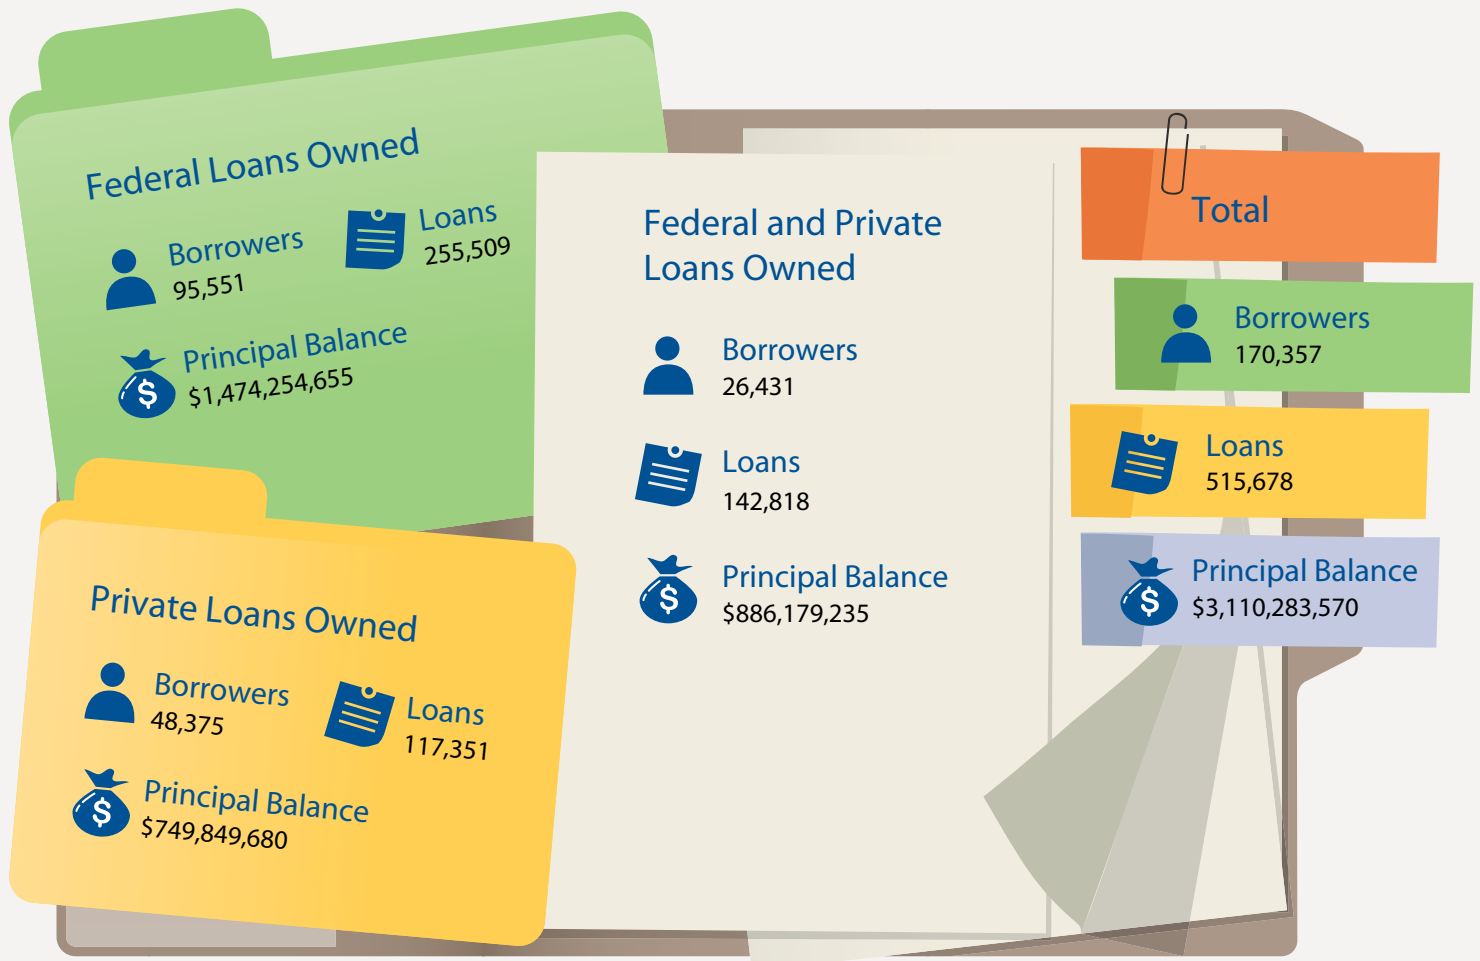 Federal Loans Owned
Borrowers
95,551
Loans
255,509
Principal Balance
$1,474,254,655
Private Loans Owned
Borrowers
48,375
Loans
117,351
Principal Balance
$749,849,680
Federal and Private
Loans Owned
Borrowers
26,431
Loans
142,818
Principal Balance
$886,179,235
Total
Borrowers
170,357
Loans
515,678
Principal Balance
$3,110,283,570